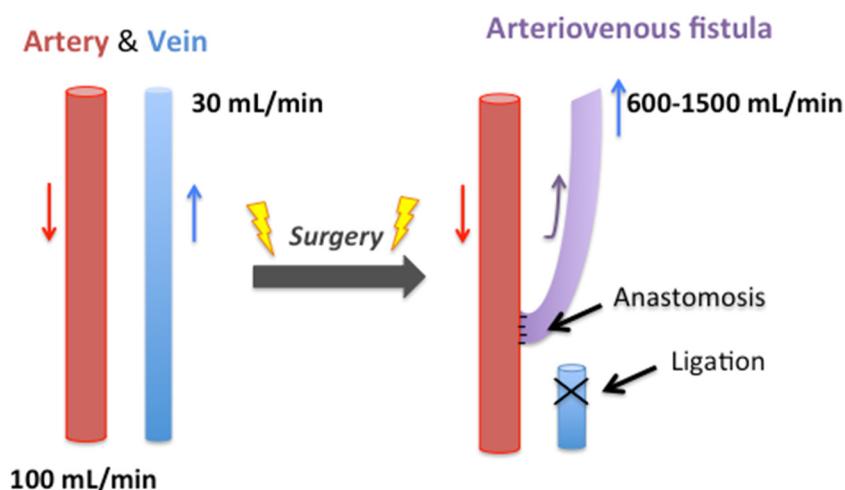 Artery & Vein
Arteriovenous fistula
30 mL/min
600-1500 mL/min
Surgery
Anastomosis
Ligation
100 mL/min